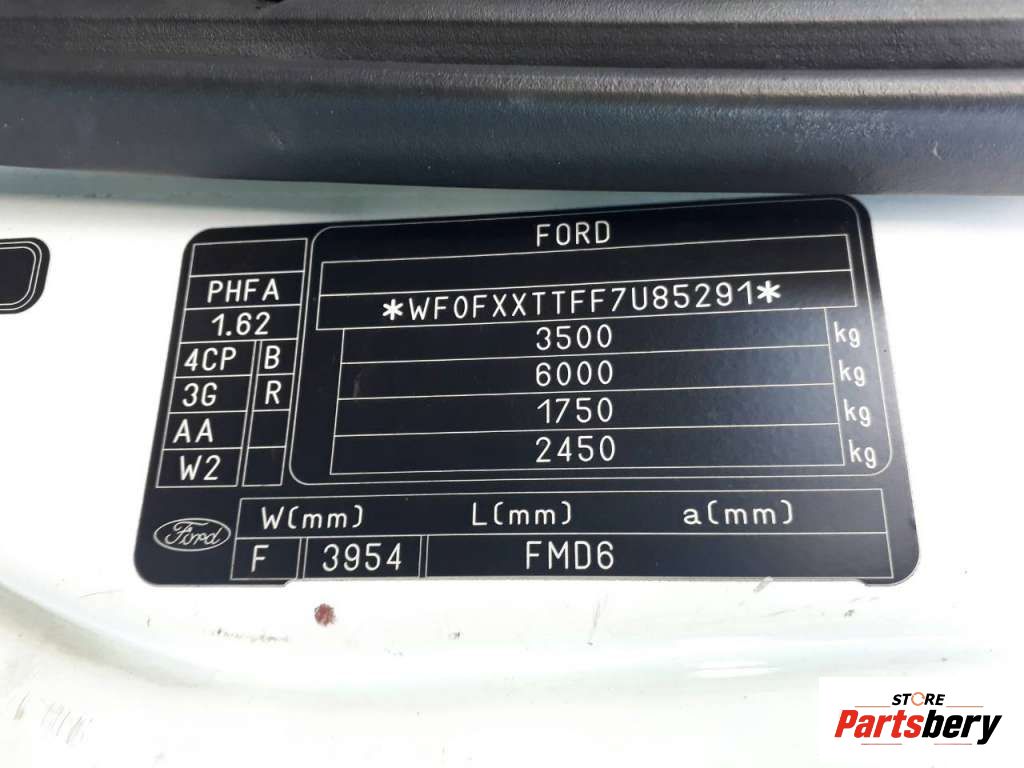 FORD
*WF0FXXTTFF7U85291*
3500 kg
6000 kg
1750 kg
2450 kg
PHFA
1.62
4CP B
3G R
AA
W2
W(mm) L(mm) a(mm)
Ford
F 3954 FMD6
STORE
Partsbery